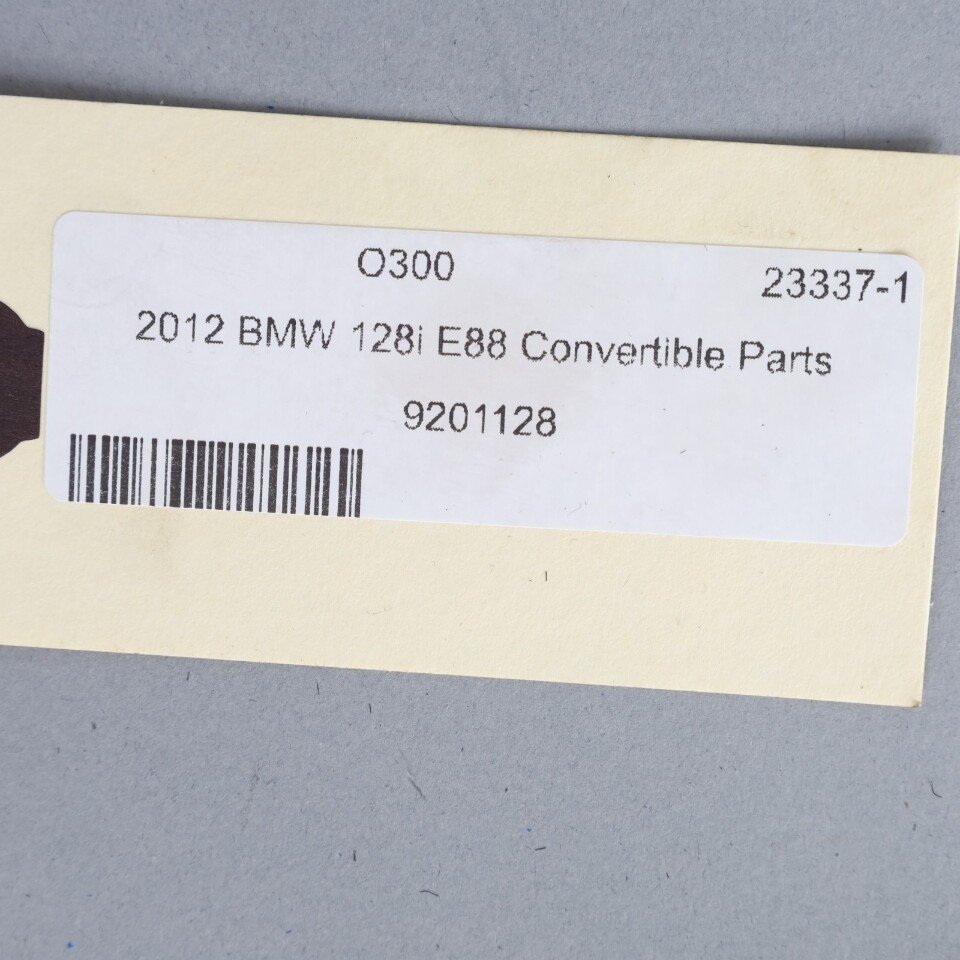 O300 23337-1
2012 BMW 128i E88 Convertible Parts
9201128